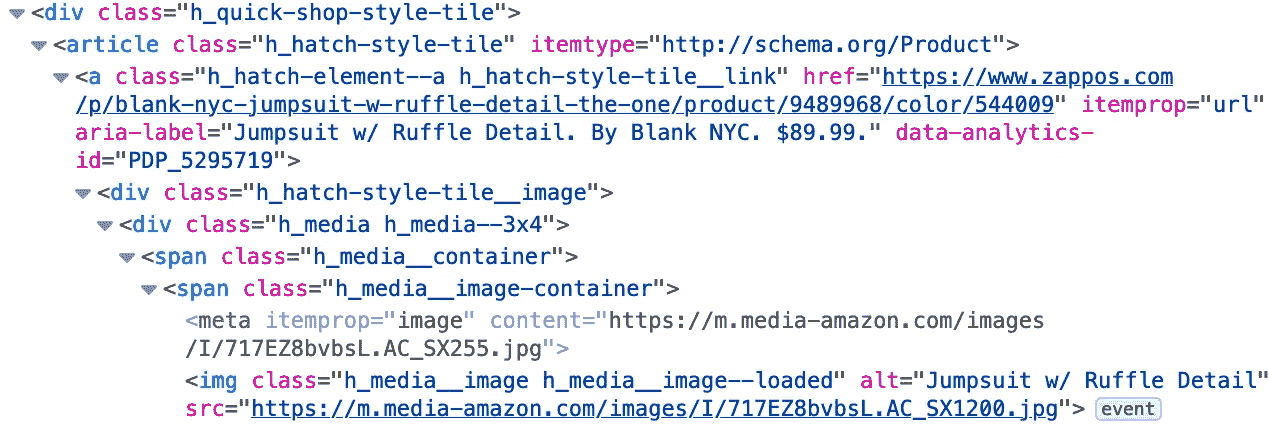 <div class="h_quick-shop-style-tile">
<article class="h_hatch-style-tile" itemtype="http://schema.org/Product">
<a class="h_hatch-element--a h_hatch-style-tile__link" href="https://www.zappos.com
/p/blank-nyc-jumpsuit-w-ruffle-detail-the-one/product/9489968/color/544009" itemprop="url"
aria-label="Jumpsuit w/ Ruffle Detail. By Blank NYC. $89.99." data-analytics-
id="PDP_5295719">
<div class="h_hatch-style-tile__image">
<div class="h_media h_media--3x4">
<span class="h_media__container">
<span class="h_media__image-container">
<meta itemprop="image" content="https://m.media-amazon.com/images
/I/717EZ8bvbsL.AC_SX255.jpg">
<img class="h_media__image h_media__image--loaded" alt="Jumpsuit w/ Ruffle Detail"
src="https://m.media-amazon.com/images/I/717EZ8bvbsL.AC_SX1200.jpg"> event